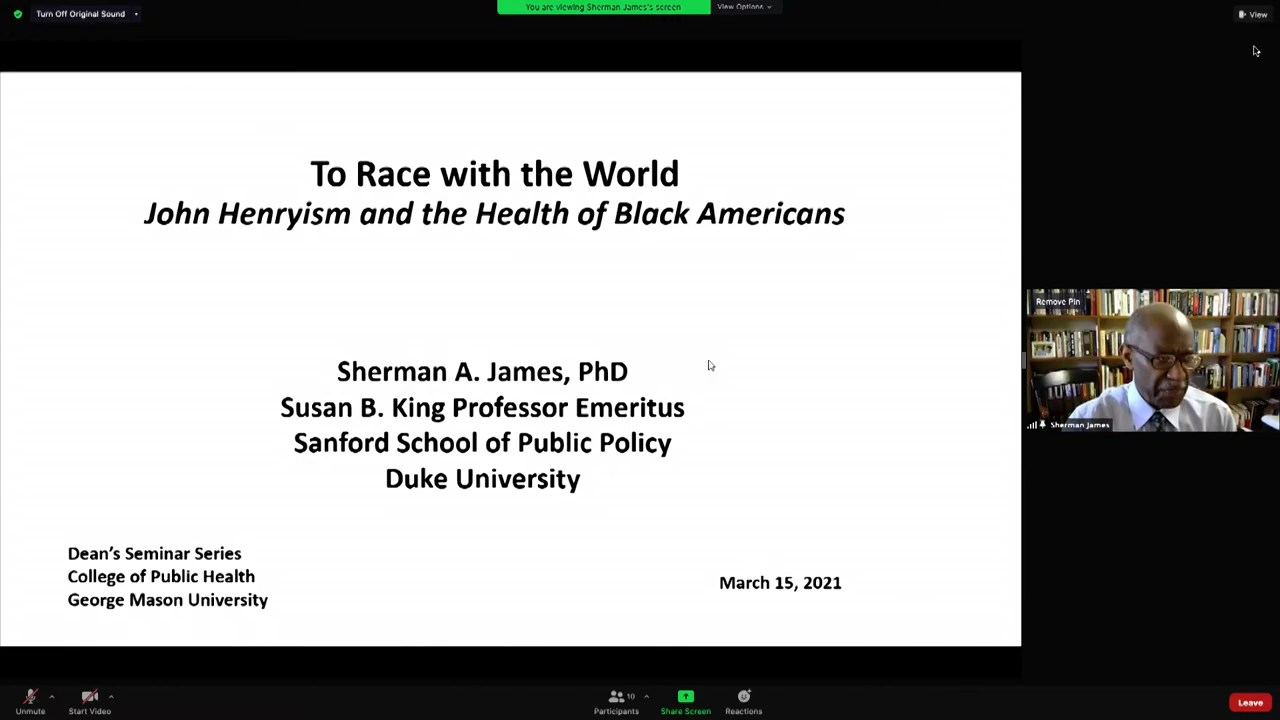 Turn Off Original Sound
You are viewing Sherman James's screen
View Options
View
To Race with the World
John Henryism and the Health of Black Americans
Sherman A. James, PhD
Susan B. King Professor Emeritus
Sanford School of Public Policy
Duke University
Dean's Seminar Series
College of Public Health
George Mason University
March 15, 2021
Remove Pin
Sherman James
Unmute
Start Video
10
Participants
Share Screen
Reactions
Leave